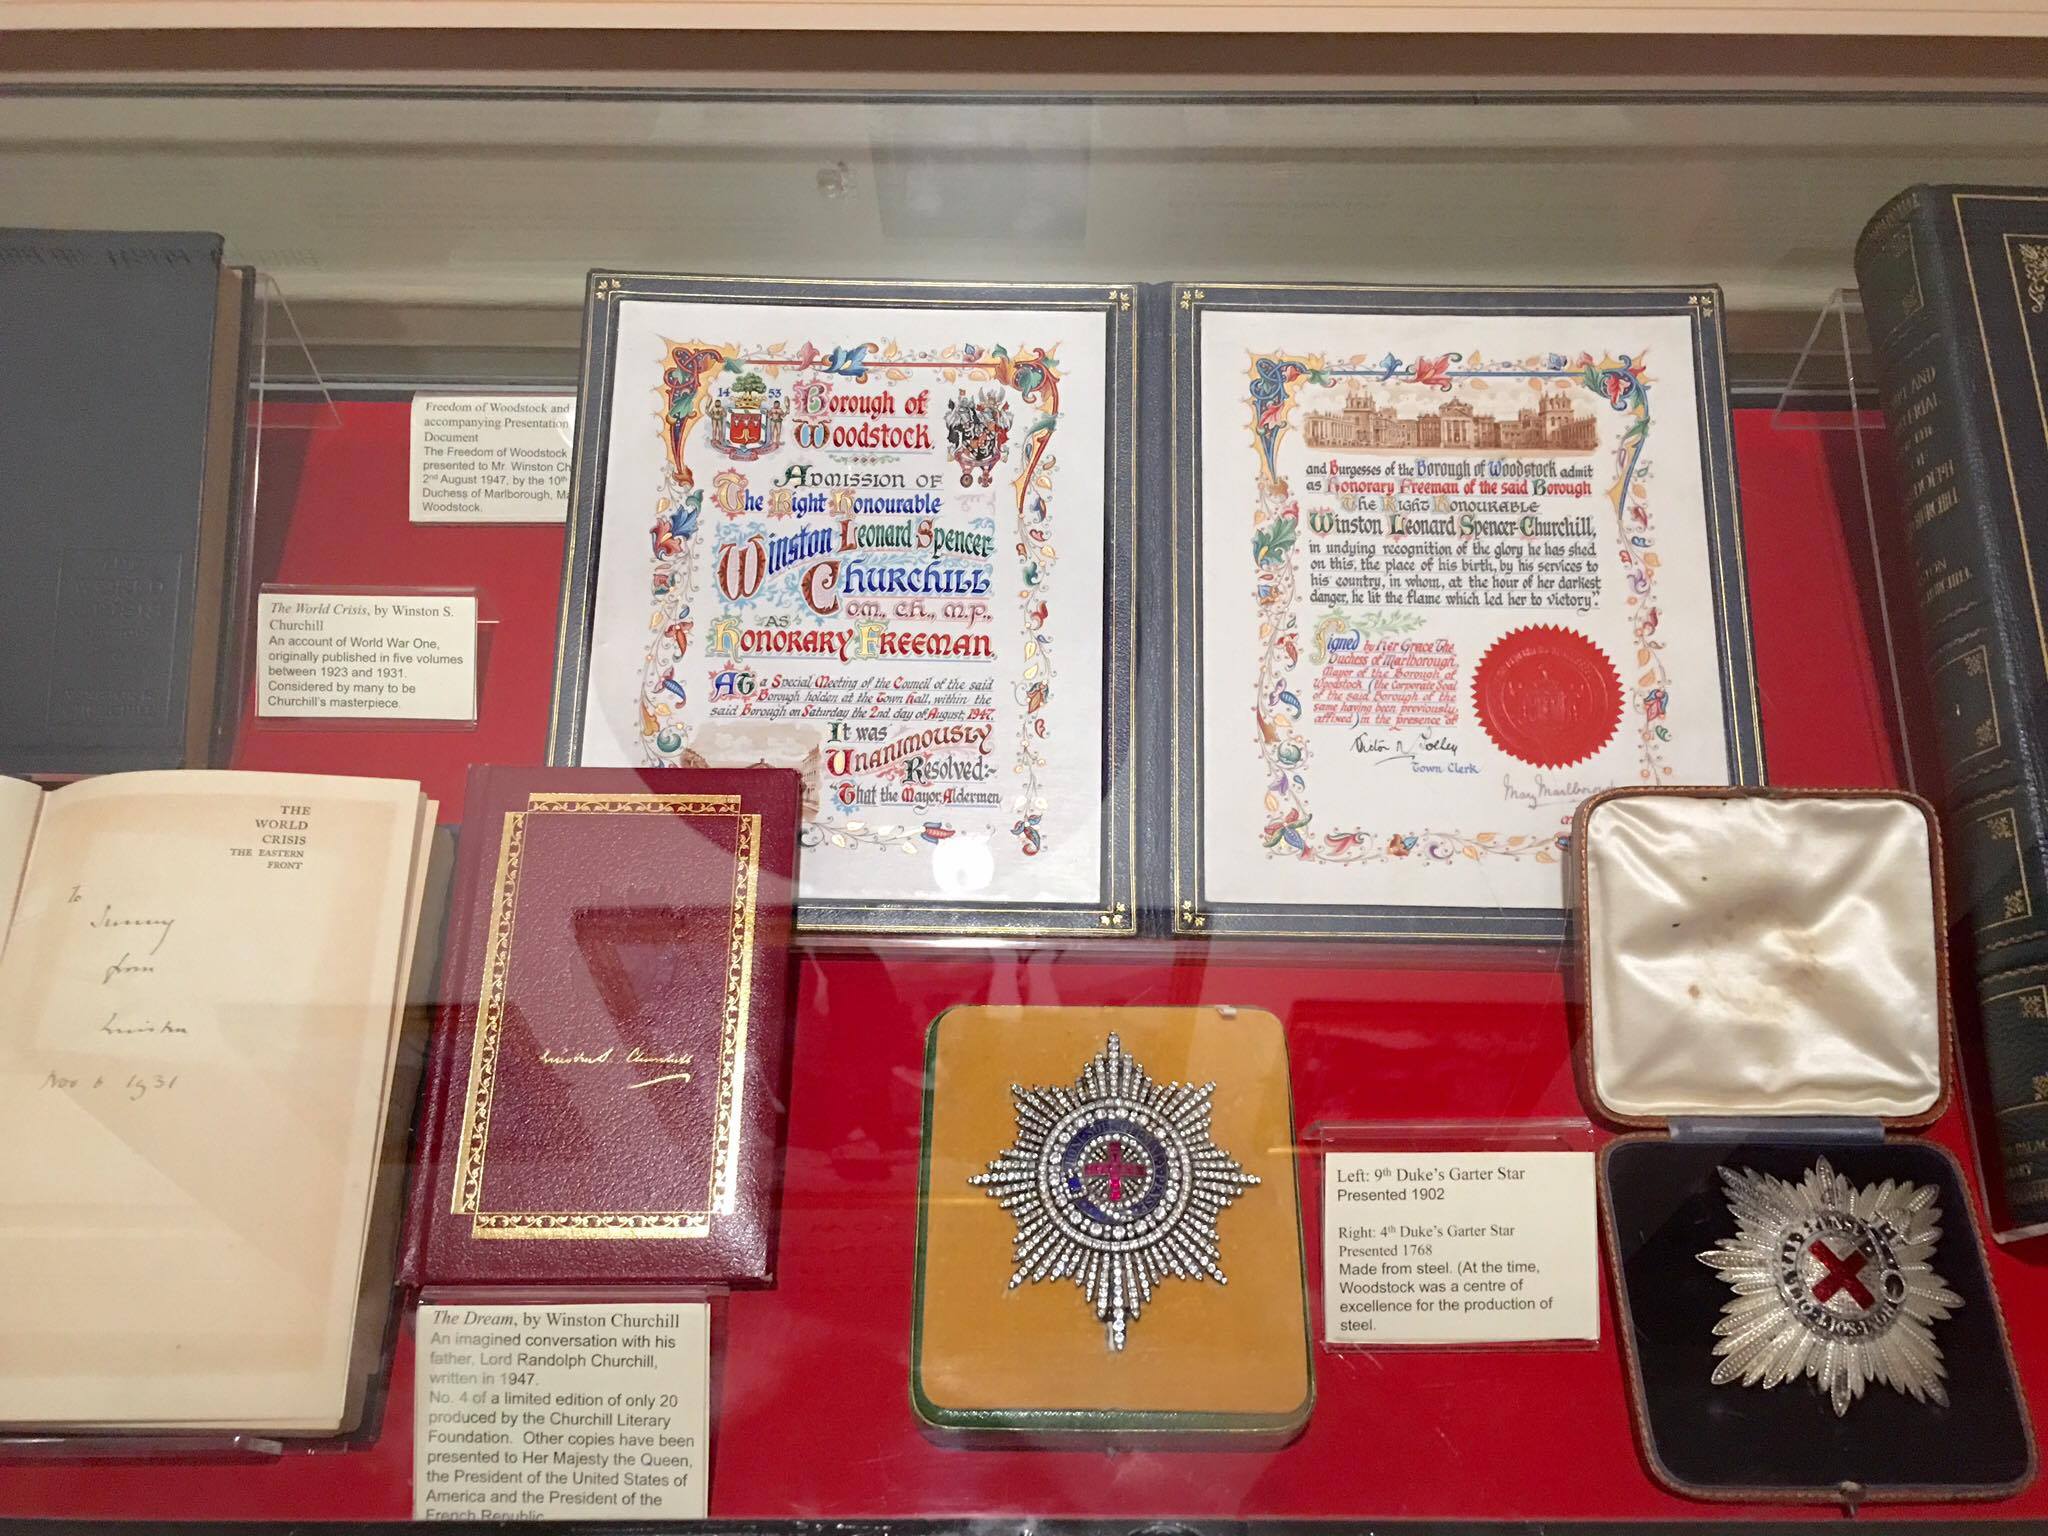 Freedom of Woodstock and
accompanying Presentation
Document
The Freedom of Woodstock
presented to Mr. Winston Ch
2nd August 1947, by the 10th
Duchess of Marlborough, Ma
Woodstock.
The World Crisis, by Winston S.
Churchill
An account of World War One,
originally published in five volumes
between 1923 and 1931.
Considered by many to be
Churchill's masterpiece.
14 53
Borough of
Woodstock.
Admission of
The Right Honourable
Winston Leonard Spencer-
Churchill
O.M., C.H., M.P.,
AS
Honorary Freeman.
At a Special Meeting of the Council of the said
Borough holden at the Town Hall, within the
said Borough on Saturday the 2nd. day of August, 1947,
It was
Unanimously
Resolved:-
"That the Mayor, Aldermen
and Burgesses of the Borough of Woodstock admit
as Honorary Freeman of the said Borough
The Right Honourable
Winston Leonard Spencer-Churchill,
in undying recognition of the glory he has shed
on this, the place of his birth, by his services to
his country, in whom, at the hour of her darkest
danger, he lit the flame which led her to victory."
Signed by Her Grace The
Duchess of Marlborough,
Mayor of the Borough of
Woodstock (the Corporate Seal
of the said Borough of the
same having been previously
affixed) in the presence of
Town Clerk
Mary Marlborough
THE
WORLD
CRISIS
THE EASTERN
FRONT
To
Sunny
from
Winston
Nov 6 1931
Winston S. Churchill
The Dream, by Winston Churchill
An imagined conversation with his
father, Lord Randolph Churchill,
written in 1947.
No. 4 of a limited edition of only 20
produced by the Churchill Literary
Foundation. Other copies have been
presented to Her Majesty the Queen,
the President of the United States of
America and the President of the
French Republic.
Left: 9th Duke's Garter Star
Presented 1902
Right: 4th Duke's Garter Star
Presented 1768
Made from steel. (At the time,
Woodstock was a centre of
excellence for the production of
steel.